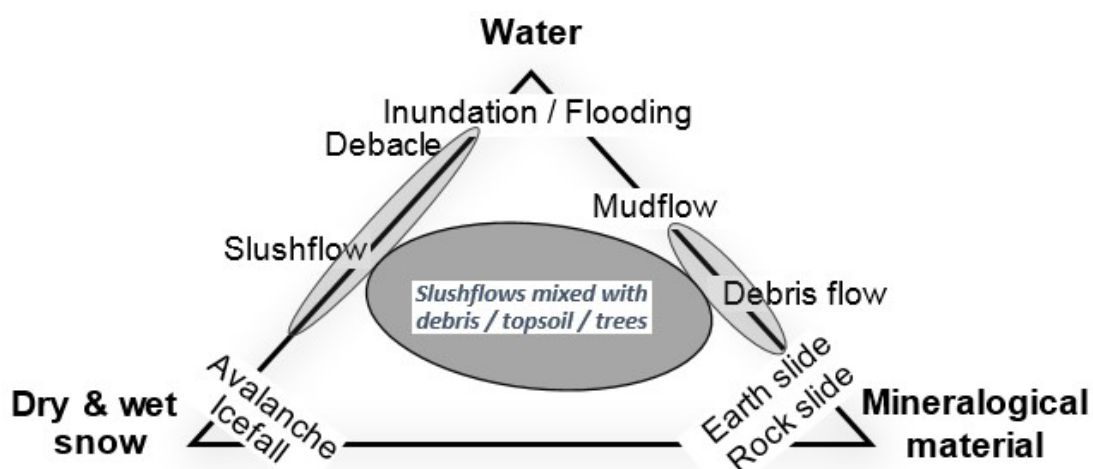 Water
Inundation / Flooding
Debacle
Mudflow
Slushflow
Slushflows mixed with
debris / topsoil / trees
Debris flow
Avalanche
Icefall
Earth slide
Rock slide
Dry & wet
snow
Mineralogical
material